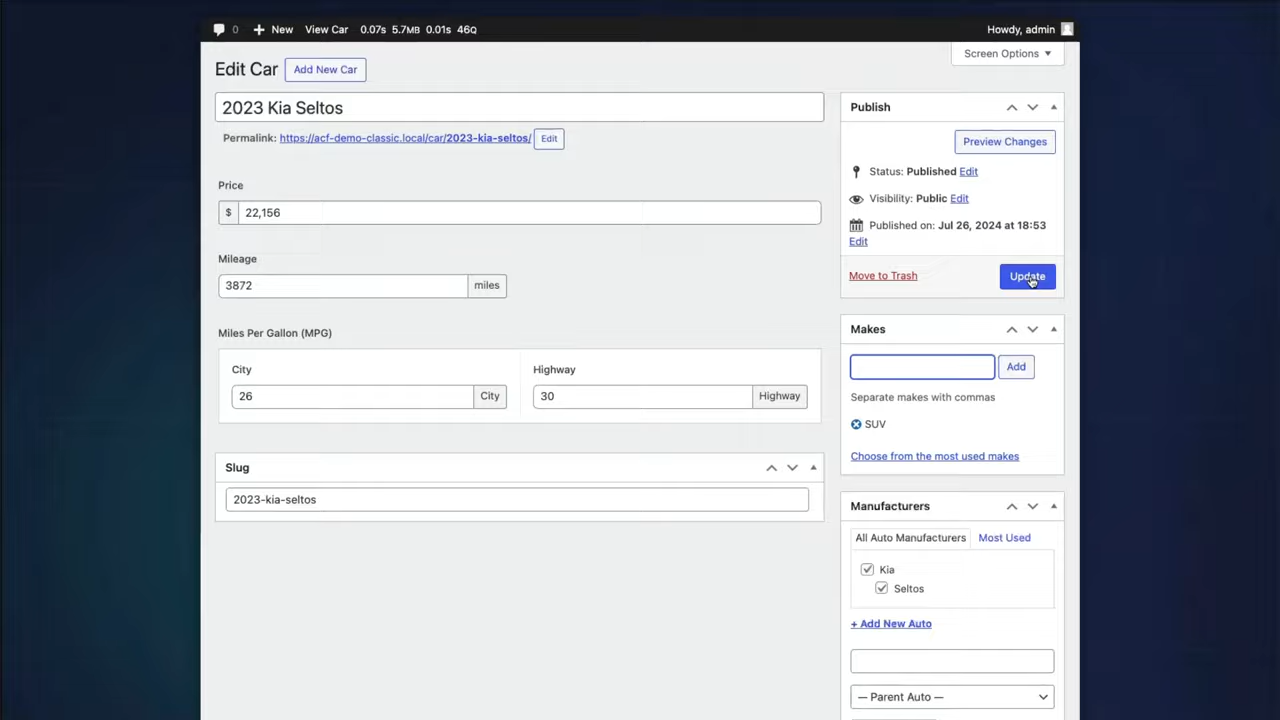 0 New View Car 0.07s 5.7MB 0.01s 46Q Howdy, admin
Screen Options
Edit Car Add New Car
2023 Kia Seltos
Permalink: https://acf-demo-classic.local/car/2023-kia-seltos/ Edit
Price
$ 22,156
Mileage
3872 miles
Miles Per Gallon (MPG)
City Highway
26 City 30 Highway
Slug
2023-kia-seltos
Publish
Preview Changes
Status: Published Edit
Visibility: Public Edit
Published on: Jul 26, 2024 at 18:53
Edit
Move to Trash Update
Makes
Add
Separate makes with commas
SUV
Choose from the most used makes
Manufacturers
All Auto Manufacturers Most Used
Kia
Seltos
+ Add New Auto
— Parent Auto —